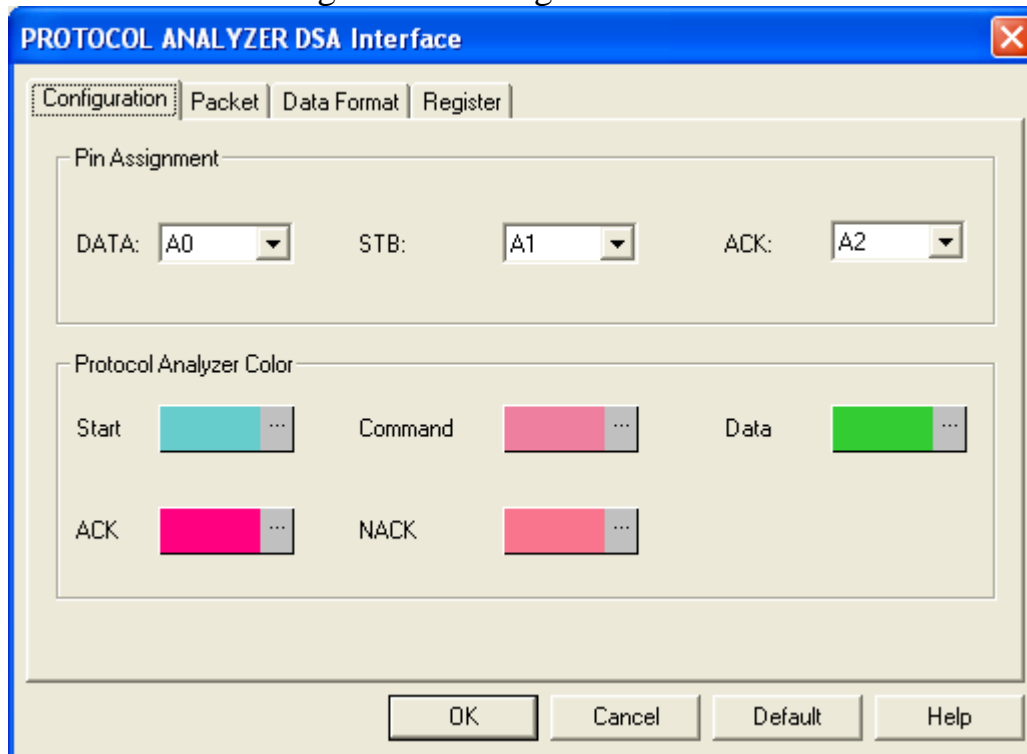 PROTOCOL ANALYZER DSA Interface
Configuration Packet Data Format Register
Pin Assignment
DATA: A0 STB: A1 ACK: A2
Protocol Analyzer Color
Start ... Command ... Data ...
ACK ... NACK ...
OK Cancel Default Help